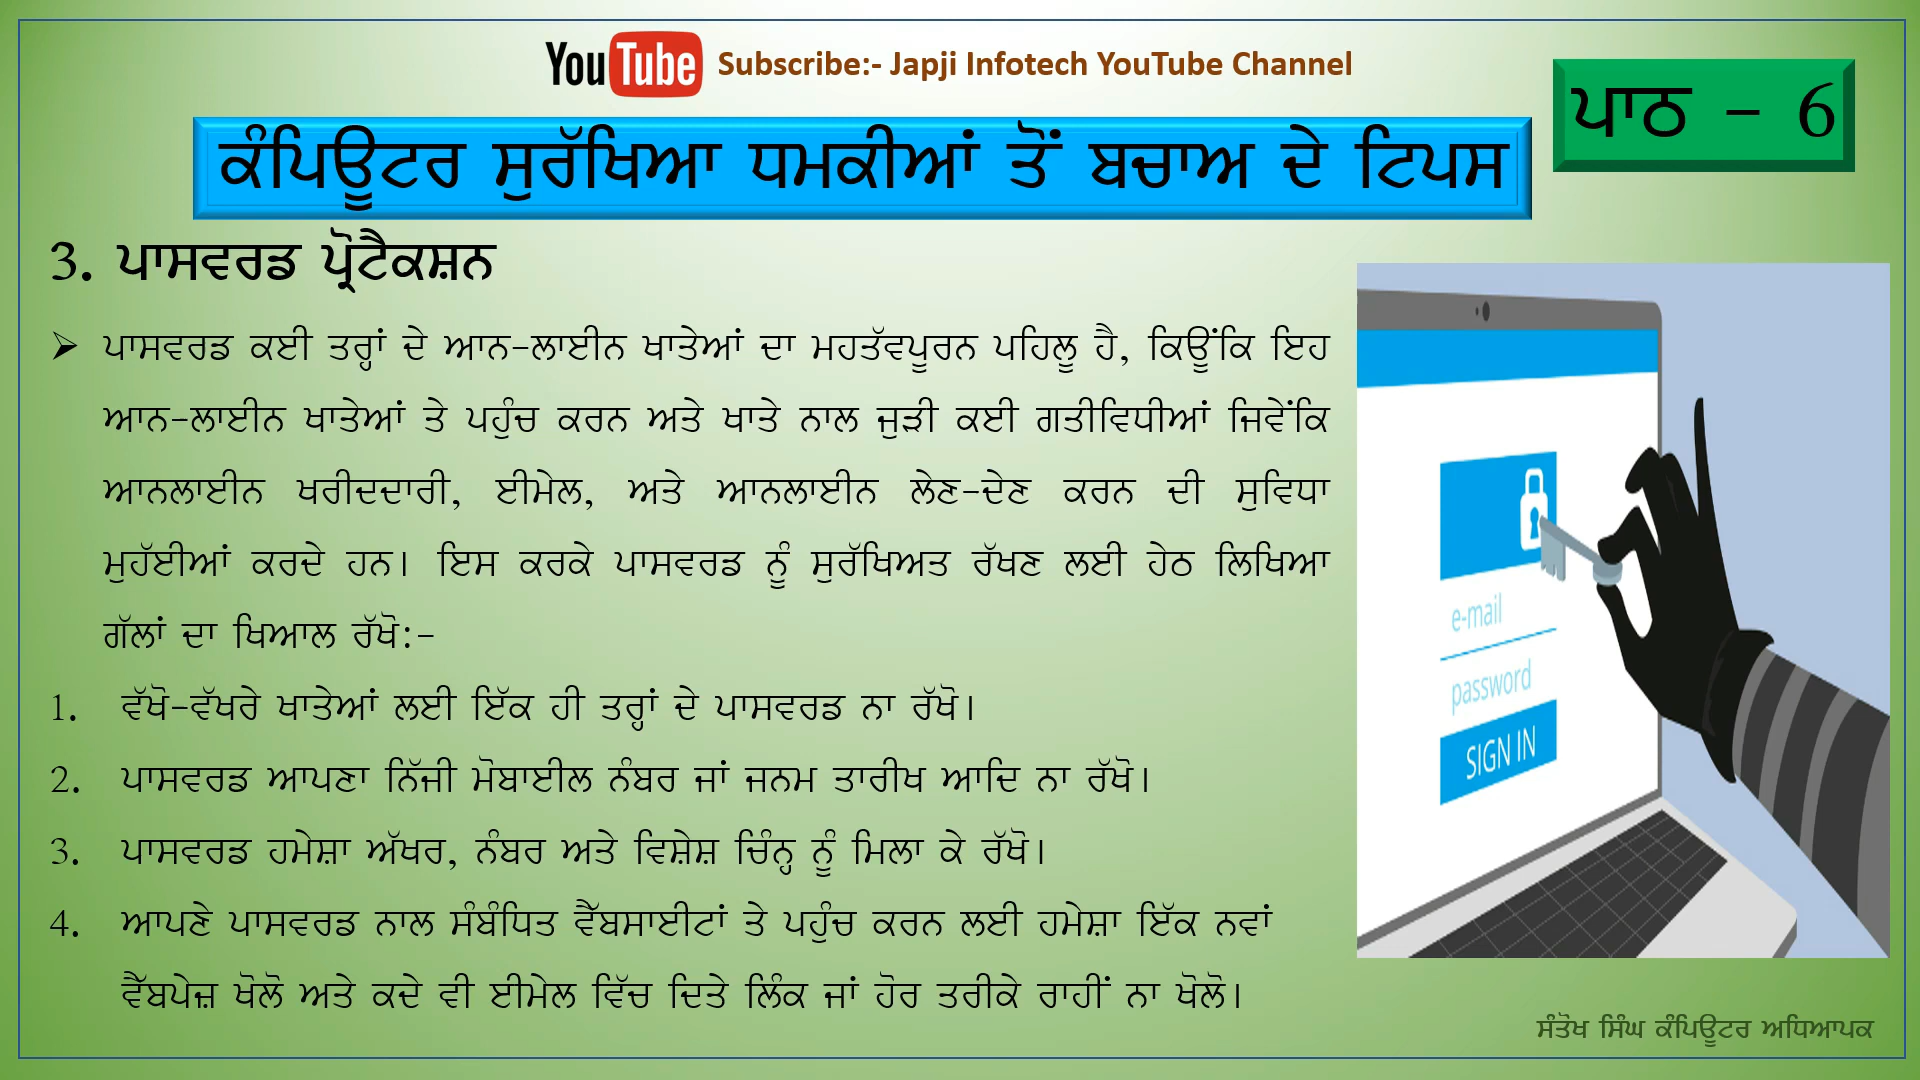 YouTube Subscribe:- Japji Infotech YouTube Channel
ਪਾਠ - 6
ਕੰਪਿਊਟਰ ਸੁਰੱਖਿਆ ਧਮਕੀਆਂ ਤੋਂ ਬਚਾਅ ਦੇ ਟਿਪਸ
3. ਪਾਸਵਰਡ ਪ੍ਰੋਟੈਕਸ਼ਨ
➢ ਪਾਸਵਰਡ ਕਈ ਤਰ੍ਹਾਂ ਦੇ ਆਨ-ਲਾਈਨ ਖਾਤੇਆਂ ਦਾ ਮਹਤੱਵਪੂਰਨ ਪਹਿਲੂ ਹੈ, ਕਿਉਂਕਿ ਇਹ
ਆਨ-ਲਾਈਨ ਖਾਤੇਆਂ ਤੇ ਪਹੁੰਚ ਕਰਨ ਅਤੇ ਖਾਤੇ ਨਾਲ ਜੁੜੀ ਕਈ ਗਤੀਵਿਧੀਆਂ ਜਿਵੇਂਕਿ
ਆਨਲਾਈਨ ਖਰੀਦਦਾਰੀ, ਈਮੇਲ, ਅਤੇ ਆਨਲਾਈਨ ਲੇਣ-ਦੇਣ ਕਰਨ ਦੀ ਸੁਵਿਧਾ
ਮੁਹੱਈਆਂ ਕਰਦੇ ਹਨ। ਇਸ ਕਰਕੇ ਪਾਸਵਰਡ ਨੂੰ ਸੁਰੱਖਿਅਤ ਰੱਖਣ ਲਈ ਹੇਠ ਲਿਖਿਆ
ਗੱਲਾਂ ਦਾ ਖਿਆਲ ਰੱਖੋ:-
1. ਵੱਖੋ-ਵੱਖਰੇ ਖਾਤੇਆਂ ਲਈ ਇੱਕ ਹੀ ਤਰ੍ਹਾਂ ਦੇ ਪਾਸਵਰਡ ਨਾ ਰੱਖੋ।
2. ਪਾਸਵਰਡ ਆਪਣਾ ਨਿੱਜੀ ਮੋਬਾਈਲ ਨੰਬਰ ਜਾਂ ਜਨਮ ਤਾਰੀਖ ਆਦਿ ਨਾ ਰੱਖੋ।
3. ਪਾਸਵਰਡ ਹਮੇਸ਼ਾ ਅੱਖਰ, ਨੰਬਰ ਅਤੇ ਵਿਸ਼ੇਸ਼ ਚਿੰਨ੍ਹ ਨੂੰ ਮਿਲਾ ਕੇ ਰੱਖੋ।
4. ਆਪਣੇ ਪਾਸਵਰਡ ਨਾਲ ਸੰਬੰਧਿਤ ਵੈੱਬਸਾਈਟਾਂ ਤੇ ਪਹੁੰਚ ਕਰਨ ਲਈ ਹਮੇਸ਼ਾ ਇੱਕ ਨਵਾਂ
ਵੈੱਬਪੇਜ਼ ਖੋਲੋ ਅਤੇ ਕਦੇ ਵੀ ਈਮੇਲ ਵਿੱਚ ਦਿਤੇ ਲਿੰਕ ਜਾਂ ਹੋਰ ਤਰੀਕੇ ਰਾਹੀਂ ਨਾ ਖੋਲੋ।
e-mail
password
SIGN IN
ਸੰਤੋਖ ਸਿੰਘ ਕੰਪਿਊਟਰ ਅਧਿਆਪਕ